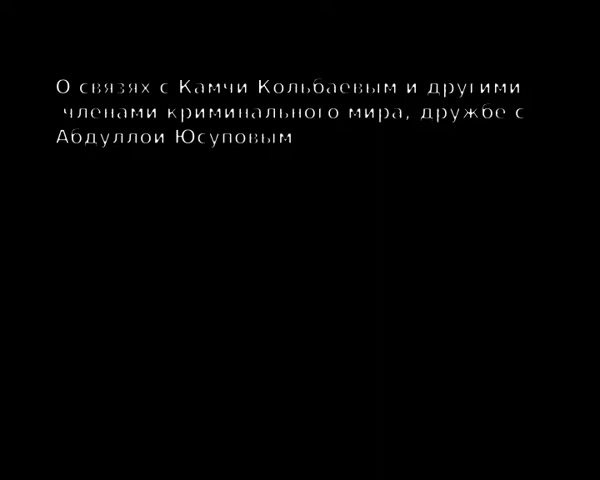 О связях с Камчи Кольбаевым и другими
членами криминального мира, дружбе с
Абдуллой Юсуповым